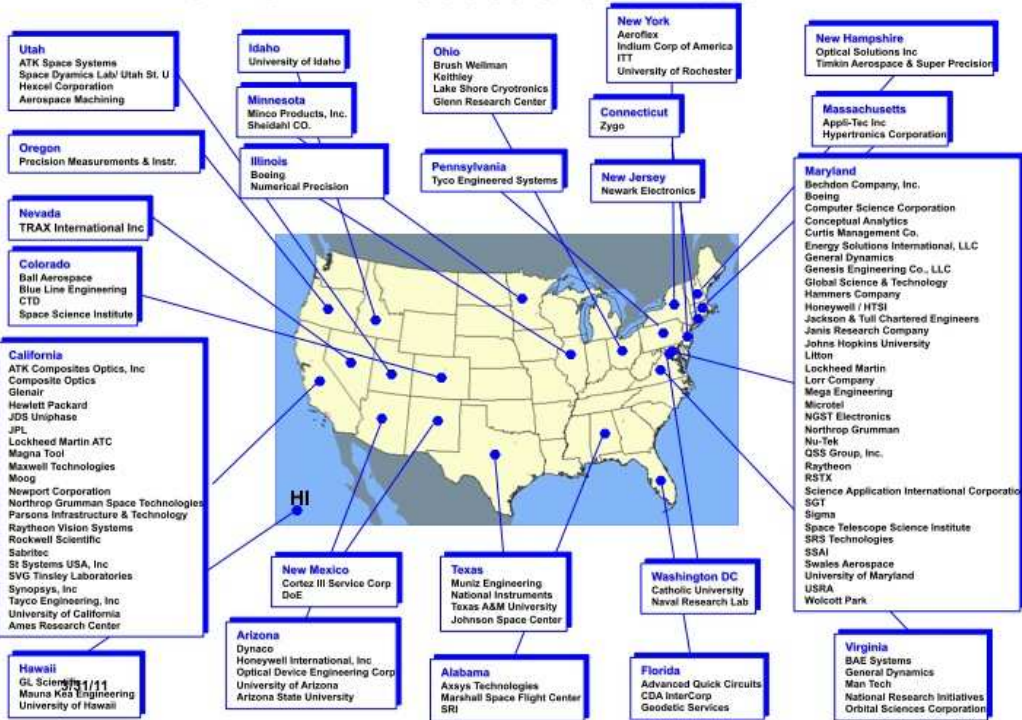 Utah
ATK Space Systems
Space Dyamics Lab/ Utah St. U
Hexcel Corporation
Aerospace Machining
Idaho
University of Idaho
Minnesota
Minco Products, Inc.
Sheldahl CO.
Ohio
Brush Wellman
Keithley
Lake Shore Cryotronics
Glenn Research Center
New York
Aeroflex
Indium Corp of America
ITT
University of Rochester
New Hampshire
Optical Solutions Inc
Timkin Aerospace & Super Precision
Connecticut
Zygo
Massachusetts
Appli-Tec Inc
Hypertronics Corporation
Oregon
Precision Measurements & Instr.
Illinois
Boeing
Numerical Precision
Pennsylvania
Tyco Engineered Systems
New Jersey
Newark Electronics
Nevada
TRAX International Inc
Colorado
Ball Aerospace
Blue Line Engineering
CTD
Space Science Institute
California
ATK Composites Optics, Inc
Composite Optics
Glenair
Hewlett Packard
JDS Uniphase
JPL
Lockheed Martin ATC
Magna Tool
Maxwell Technologies
Moog
Newport Corporation
Northrop Grumman Space Technologies
Parsons Infrastructure & Technology
Raytheon Vision Systems
Rockwell Scientific
Sabritec
St Systems USA, Inc
SVG Tinsley Laboratories
Synopsys, Inc
Tayco Engineering, Inc
University of California
Ames Research Center
Maryland
Bechdon Company, Inc.
Boeing
Computer Science Corporation
Conceptual Analytics
Curtis Management Co.
Energy Solutions International, LLC
General Dynamics
Genesis Engineering Co., LLC
Global Science & Technology
Hammers Company
Honeywell / HTSI
Jackson & Tull Chartered Engineers
Janis Research Company
Johns Hopkins University
Litton
Lockheed Martin
Lorr Company
Mega Engineering
Microtel
NGST Electronics
Northrop Grumman
Nu-Tek
QSS Group, Inc.
Raytheon
RSTX
Science Application International Corporatio
SGT
Sigma
Space Telescope Science Institute
SRS Technologies
SSAI
Swales Aerospace
University of Maryland
USRA
Wolcott Park
HI
New Mexico
Cortez III Service Corp
DoE
Texas
Muniz Engineering
National Instruments
Texas A&M University
Johnson Space Center
Washington DC
Catholic University
Naval Research Lab
Hawaii
GL Scientific
3/31/11
Mauna Kea Engineering
University of Hawaii
Arizona
Dynaco
Honeywell International, Inc
Optical Device Engineering Corp
University of Arizona
Arizona State University
Alabama
Axsys Technologies
Marshall Space Flight Center
SRI
Florida
Advanced Quick Circuits
CDA InterCorp
Geodetic Services
Virginia
BAE Systems
General Dynamics
Man Tech
National Research Initiatives
Orbital Sciences Corporation